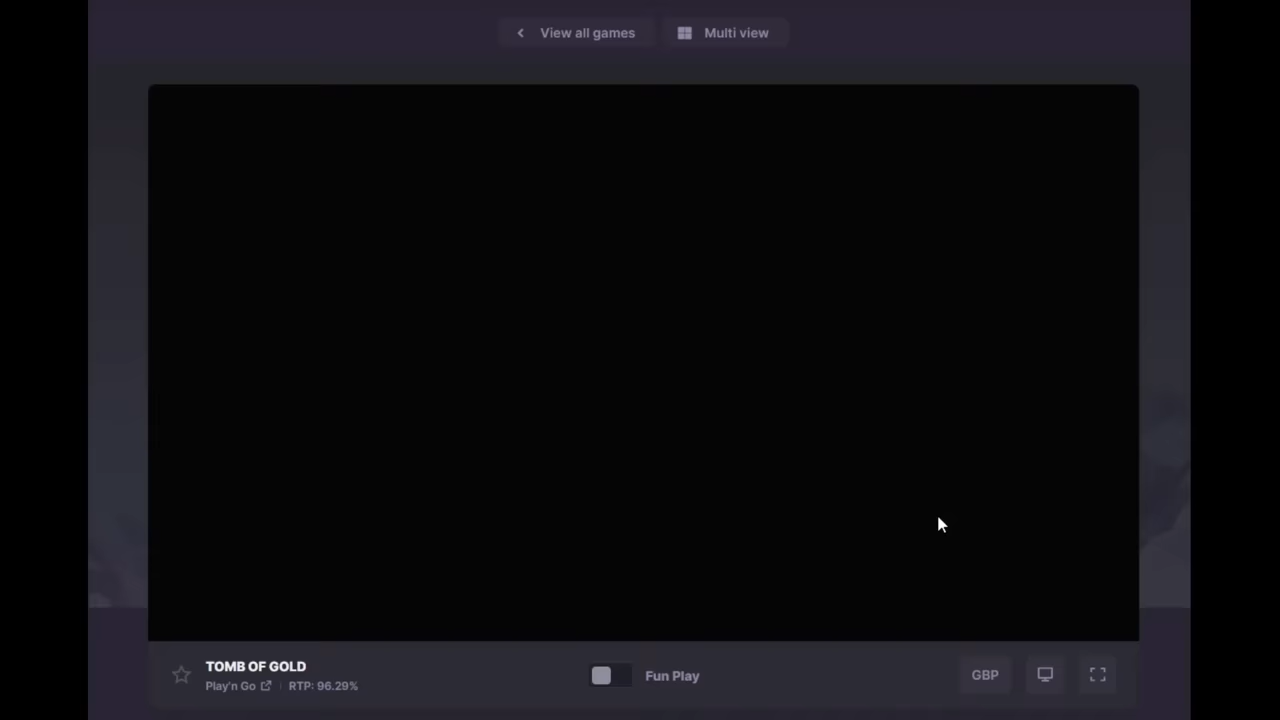 View all games
Multi view
TOMB OF GOLD
Play'n Go
RTP: 96.29%
Fun Play
GBP